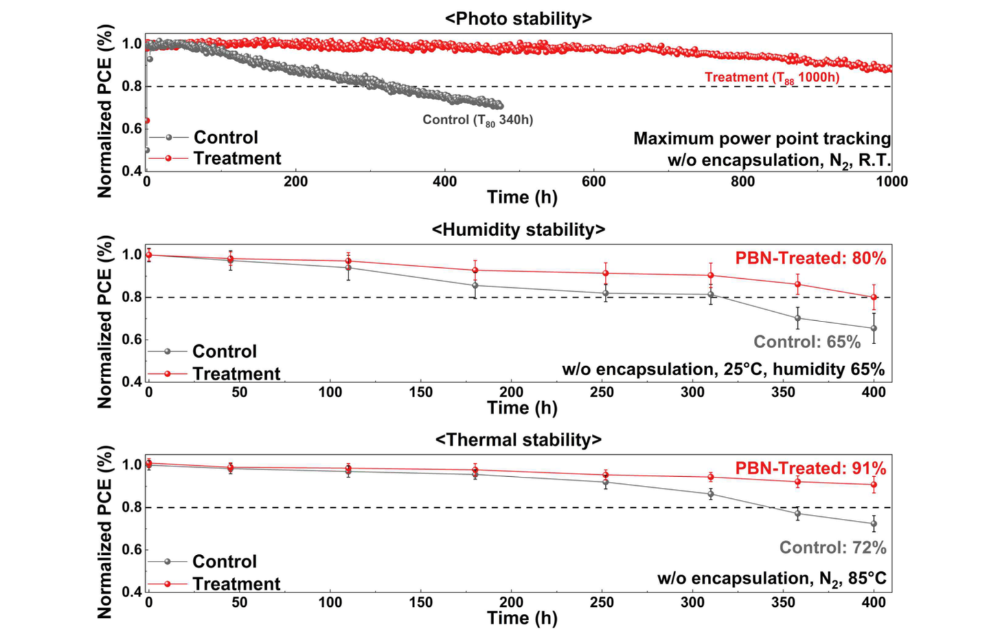 <Photo stability>
Normalized PCE (%)
1.0
0.8
0.6
0.4
Treatment (T88 1000h)
Control (T80 340h)
Control
Treatment
Maximum power point tracking
w/o encapsulation, N2, R.T.
0 200 400 600 800 1000
Time (h)
<Humidity stability>
Normalized PCE (%)
1.0
0.8
0.6
0.4
PBN-Treated: 80%
Control: 65%
Control
Treatment
w/o encapsulation, 25°C, humidity 65%
0 50 100 150 200 250 300 350 400
Time (h)
<Thermal stability>
Normalized PCE (%)
1.0
0.8
0.6
0.4
PBN-Treated: 91%
Control: 72%
Control
Treatment
w/o encapsulation, N2, 85°C
0 50 100 150 200 250 300 350 400
Time (h)